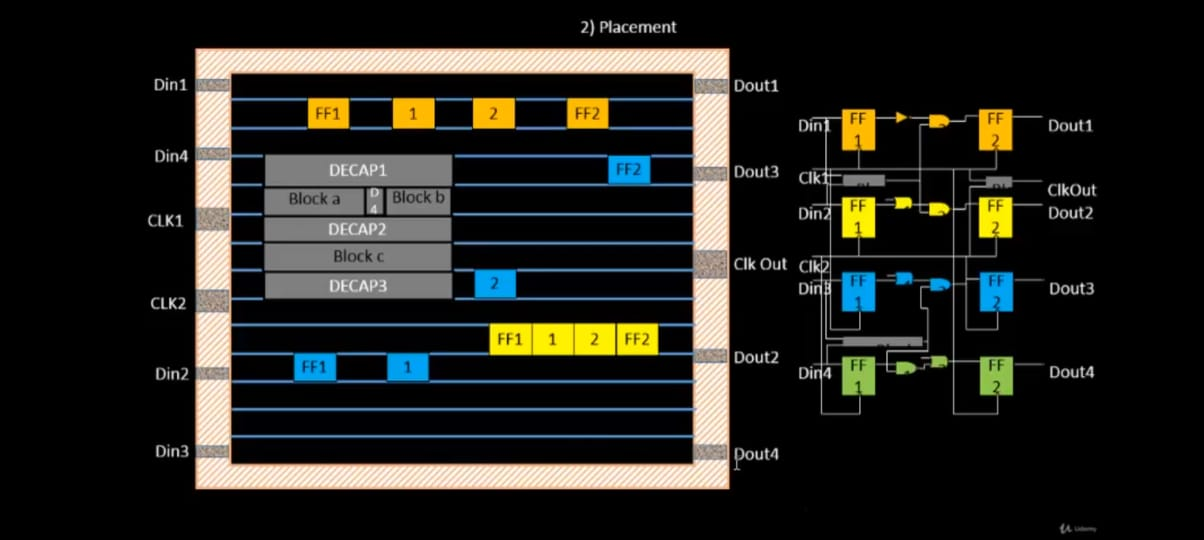 2) Placement
Din1
Din4
CLK1
CLK2
Din2
Din3
FF1 1 2 FF2
DECAP1
Block a D 4 Block b
DECAP2
Block c
DECAP3
FF2
2
FF1 1 2 FF2
FF1 1
Dout1
Dout3
Clk Out
Dout2
Dout4
Din1 FF 1 FF 2 Dout1
Clk1 ClkOut
Din2 FF 1 FF 2 Dout2
Clk2
Din3 FF 1 FF 2 Dout3
Din4 FF 1 FF 2 Dout4
Udemy